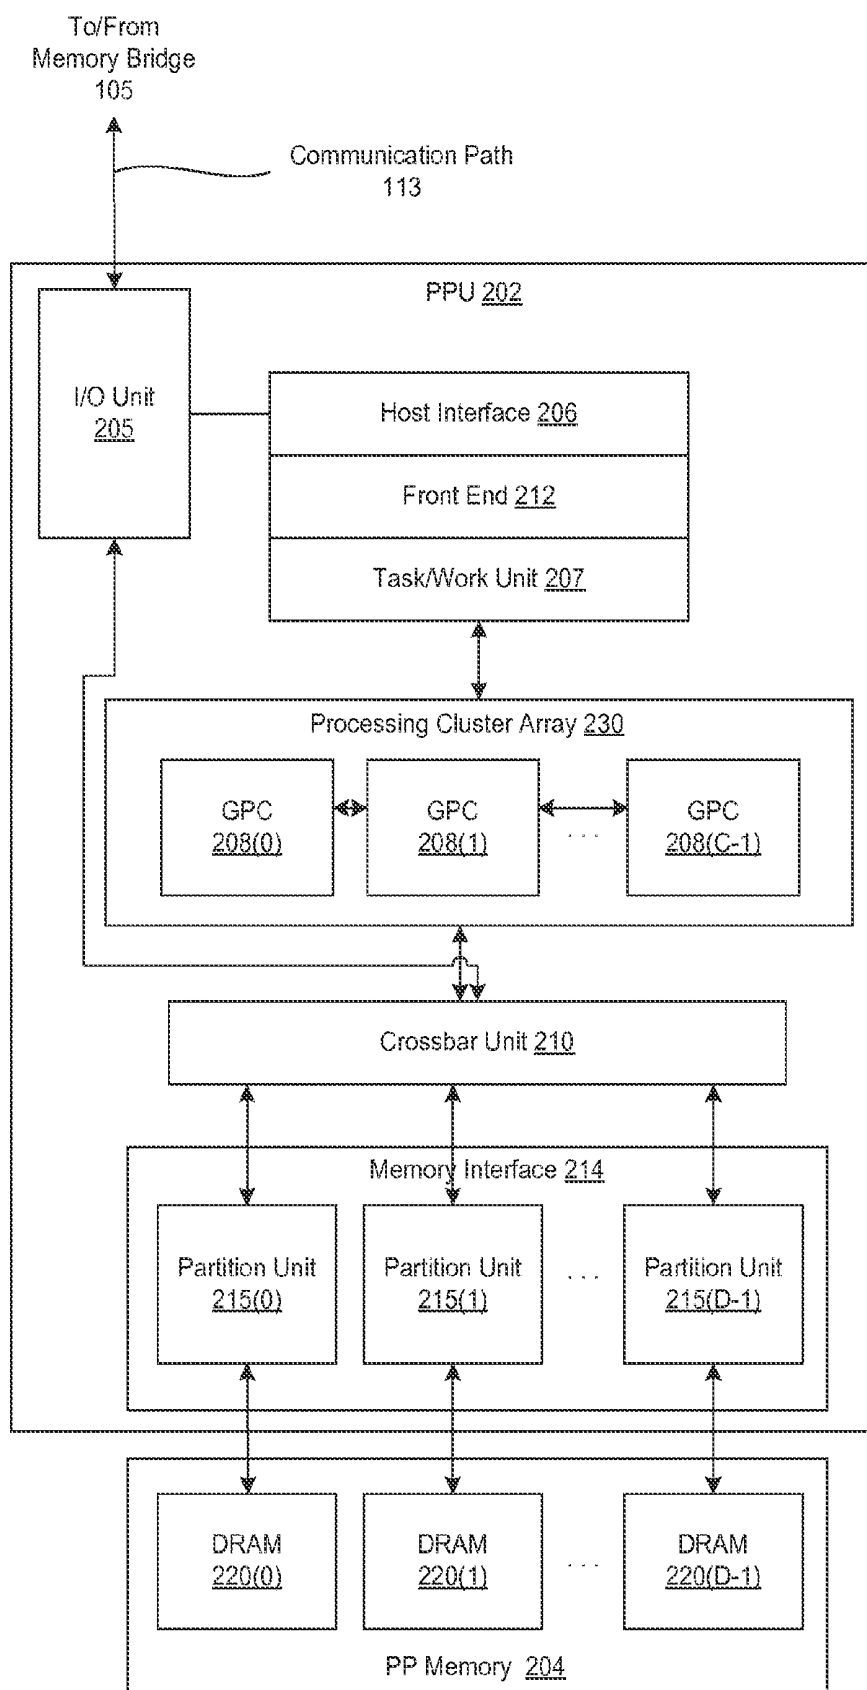 To/From
Memory Bridge
105
Communication Path
113
PPU 202
I/O Unit
205
Host Interface 206
Front End 212
Task/Work Unit 207
Processing Cluster Array 230
GPC
208(0)
GPC
208(1)
. . .
GPC
208(C-1)
Crossbar Unit 210
Memory Interface 214
Partition Unit
215(0)
Partition Unit
215(1)
. . .
Partition Unit
215(D-1)
DRAM
220(0)
DRAM
220(1)
. . .
DRAM
220(D-1)
PP Memory 204